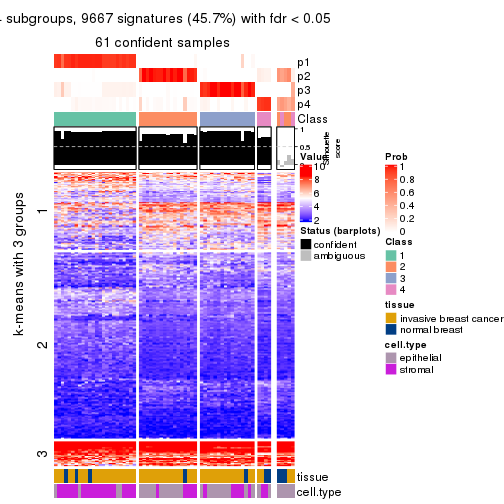 4 subgroups, 9667 signatures (45.7%) with fdr < 0.05
61 confident samples
p1
p2
p3
p4
Class
1
0.5
0
Silhouette
score
k-means with 3 groups
1
2
3
tissue
cell.type
Value
10
8
6
4
2
Status (barplots)
confident
ambiguous
Prob
1
0.8
0.6
0.4
0.2
0
Class
1
2
3
4
tissue
invasive breast cancer
normal breast
cell.type
epithelial
stromal